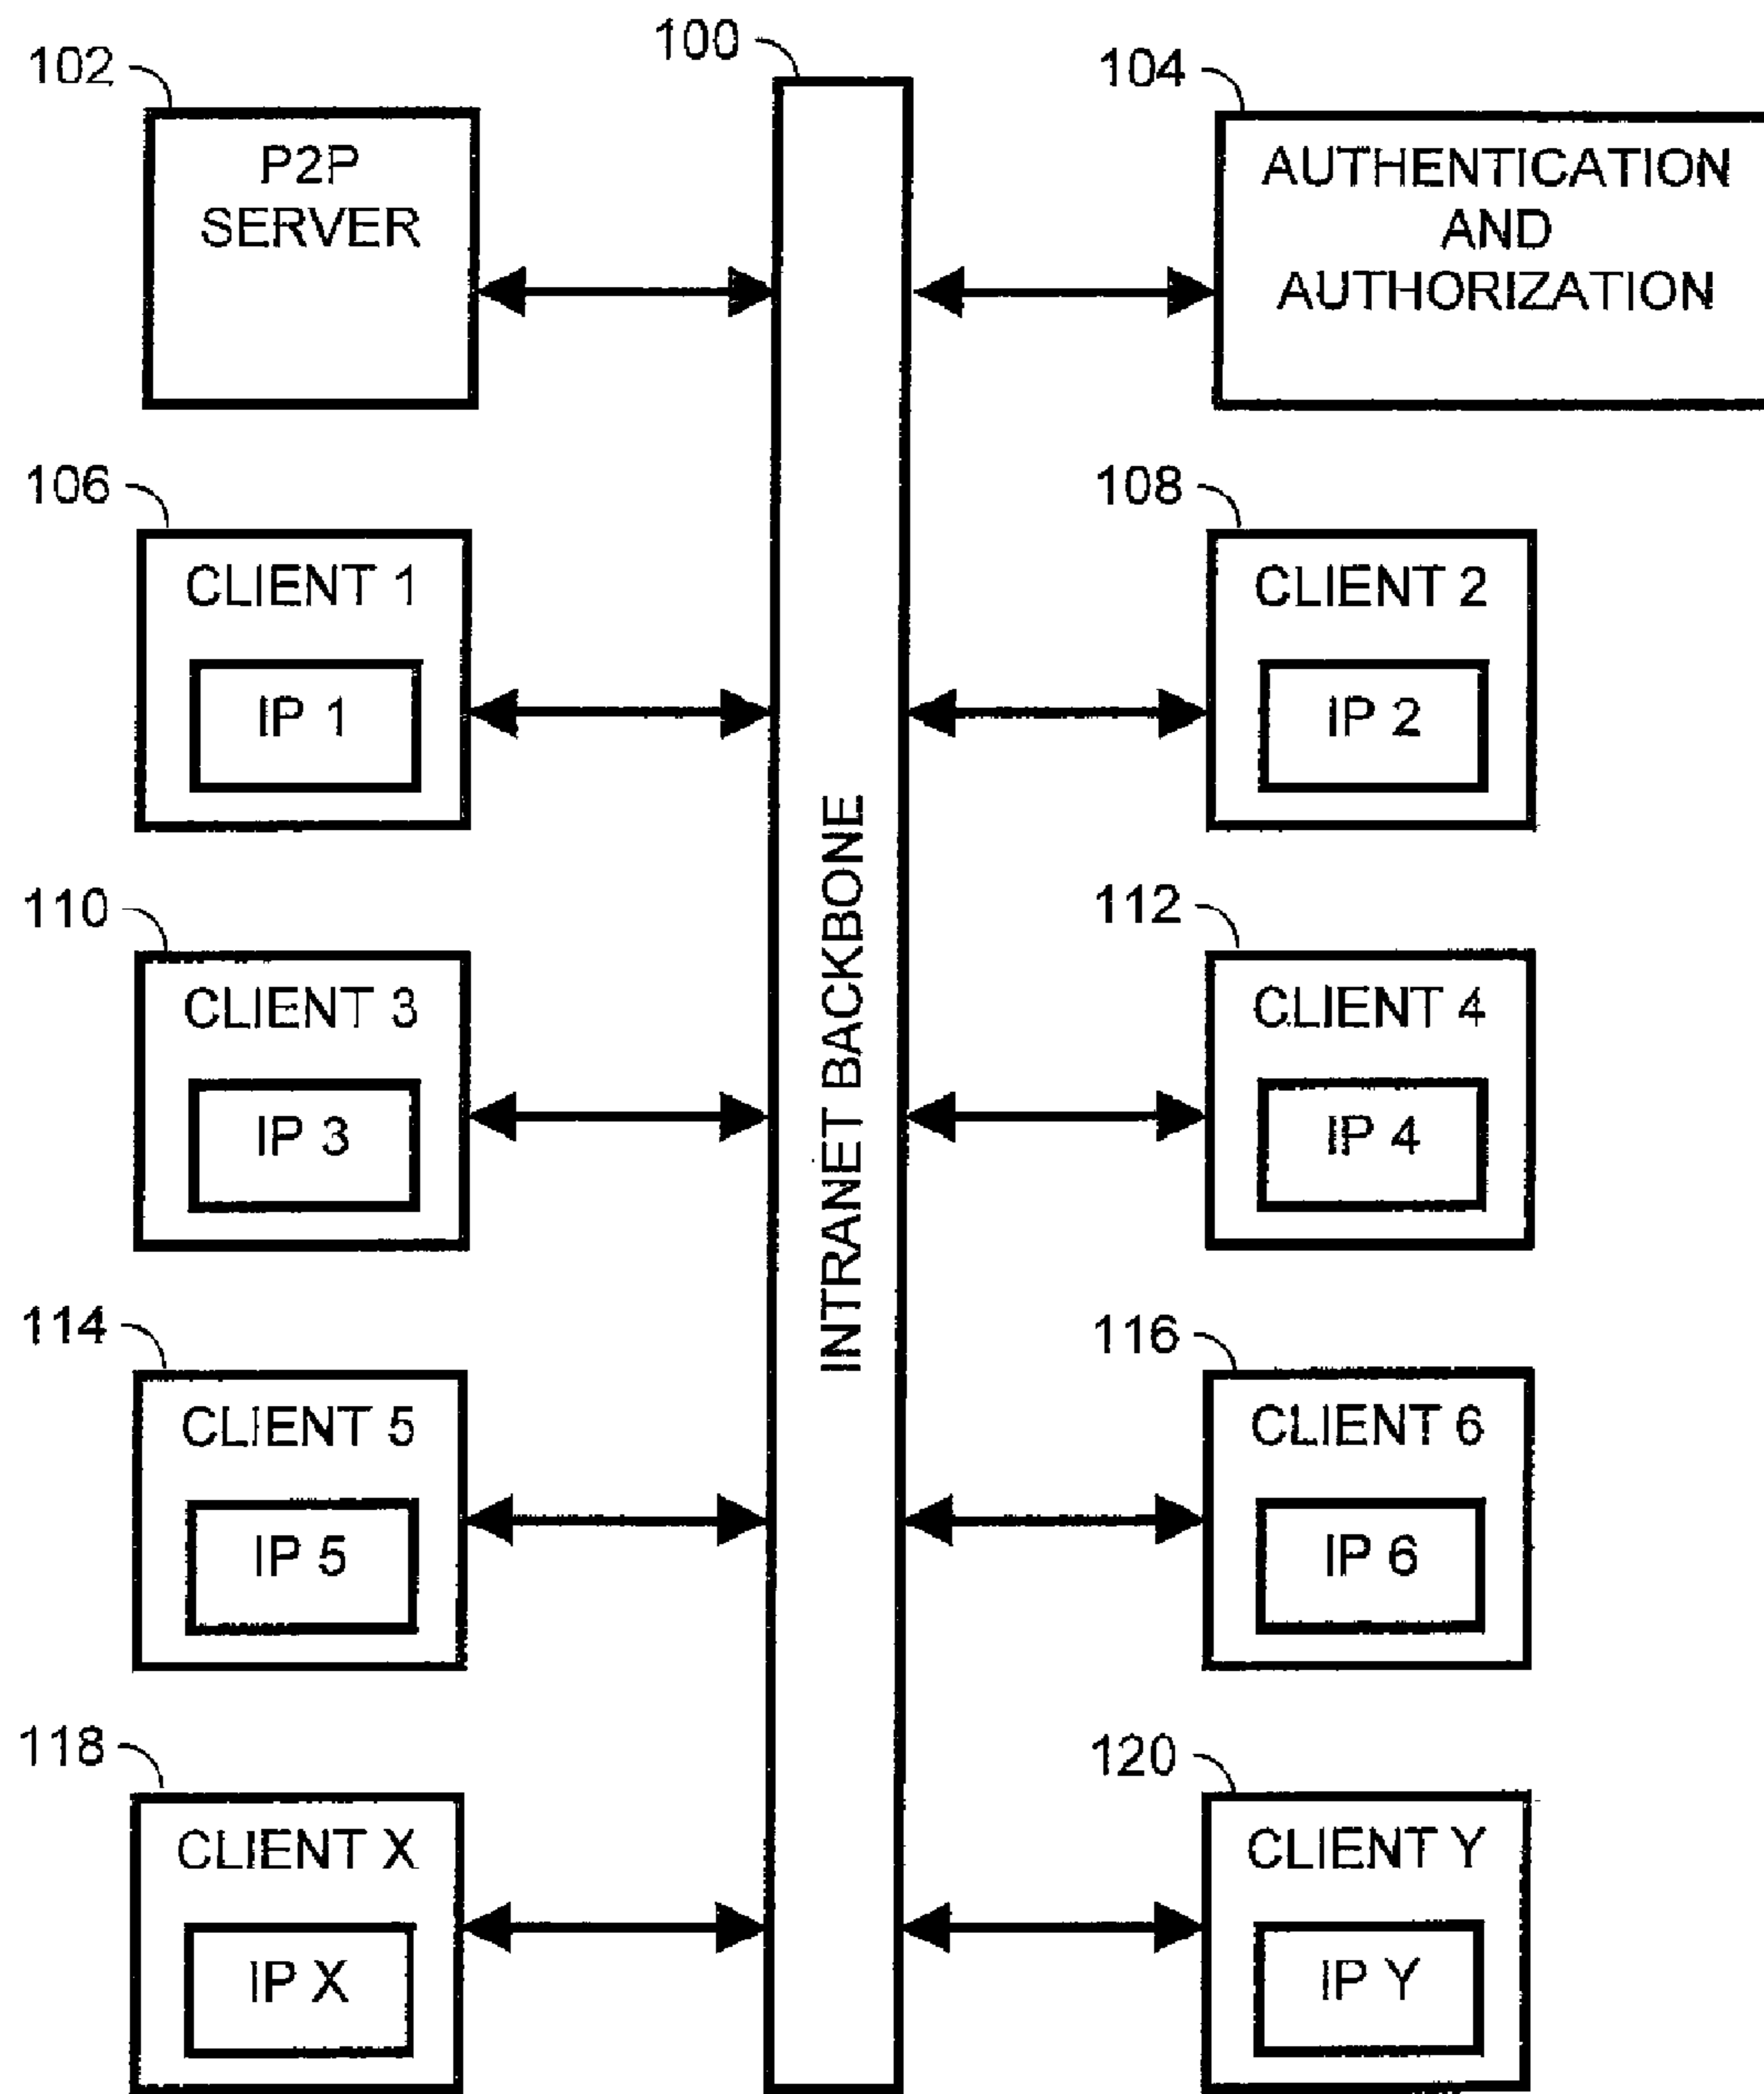 100
102
104
P2P
SERVER
AUTHENTICATION
AND
AUTHORIZATION
106
108
CLIENT 1
IP 1
CLIENT 2
IP 2
INTRANET BACKBONE
110
112
CLIENT 3
IP 3
CLIENT 4
IP 4
114
116
CLIENT 5
IP 5
CLIENT 6
IP 6
118
120
CLIENT X
IP X
CLIENT Y
IP Y